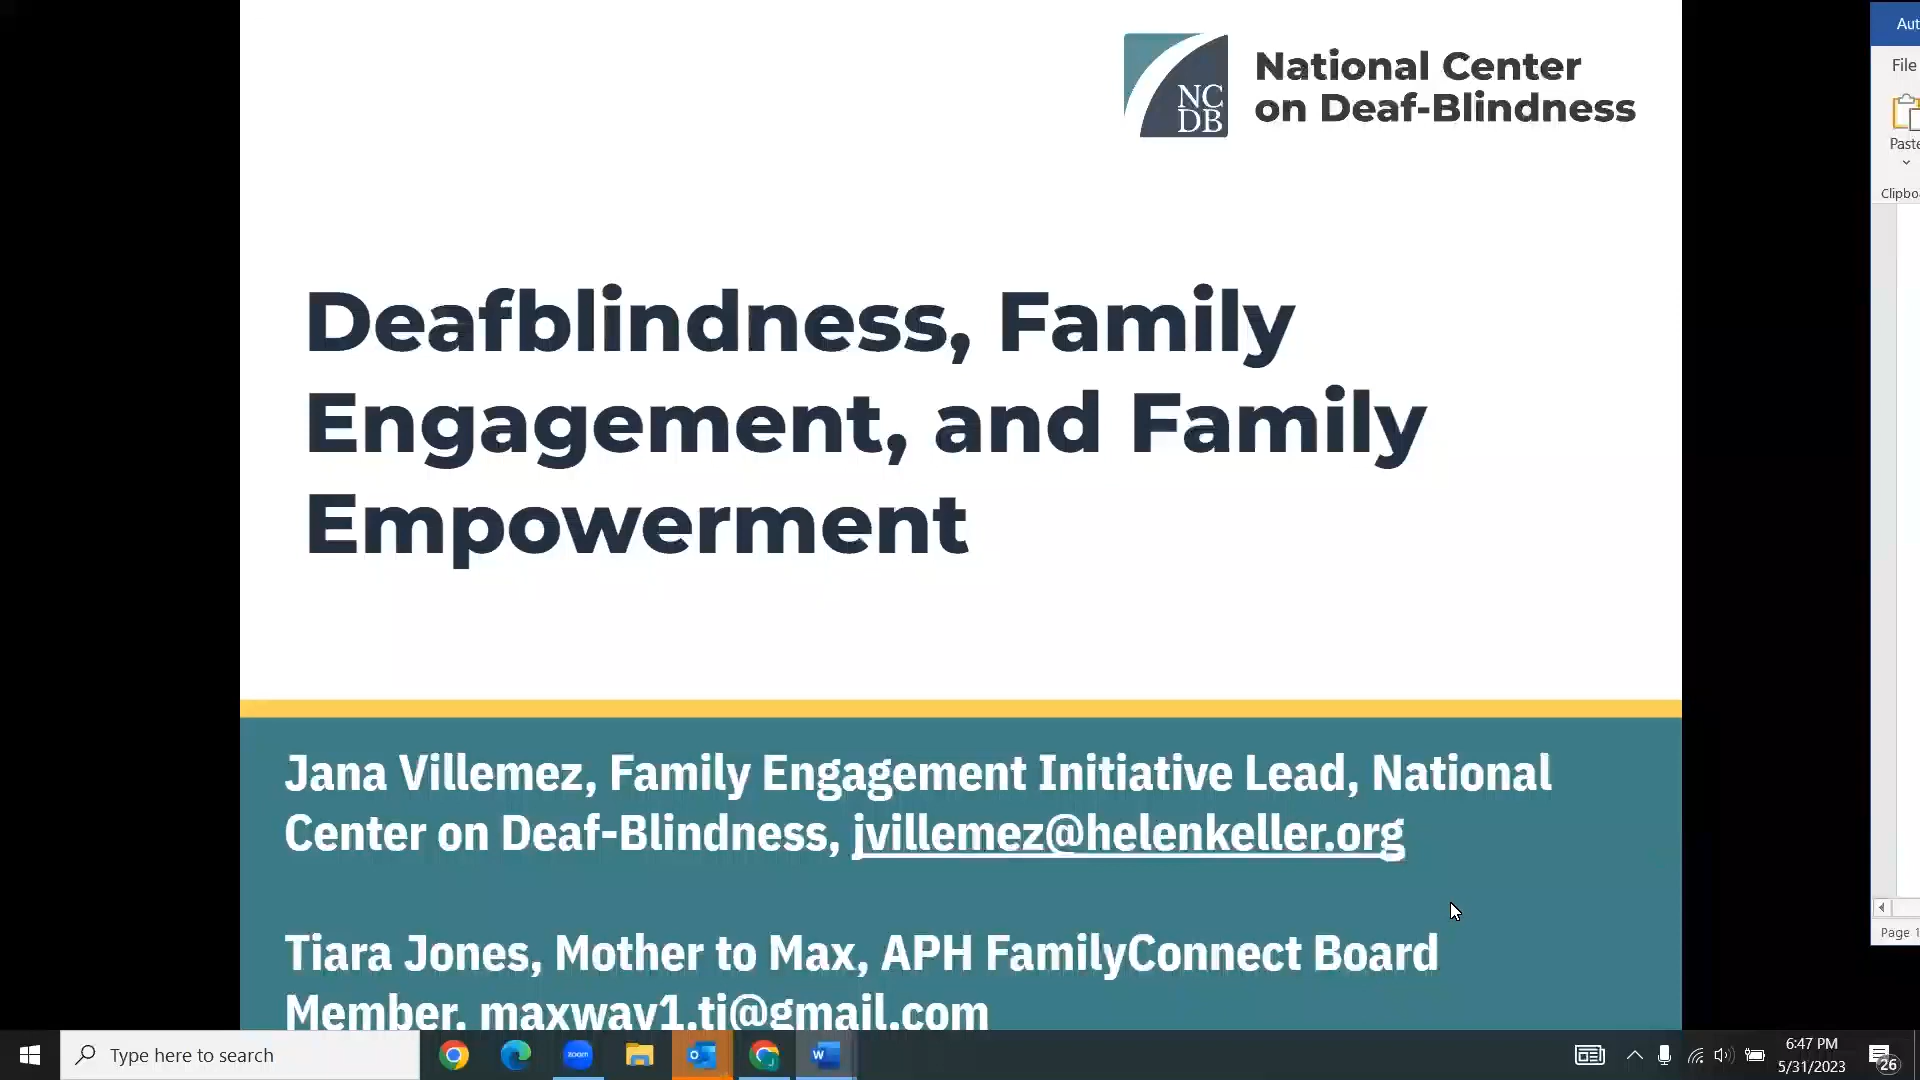 NC
DB
National Center
on Deaf-Blindness
Deafblindness, Family
Engagement, and Family
Empowerment
Jana Villemez, Family Engagement Initiative Lead, National
Center on Deaf-Blindness, jvillemez@helenkeller.org
Tiara Jones, Mother to Max, APH FamilyConnect Board
Member, maxway1.tj@gmail.com
Aut
File
Paste
Clipbo
Page 1
Type here to search
zoom
6:47 PM
5/31/2023
26